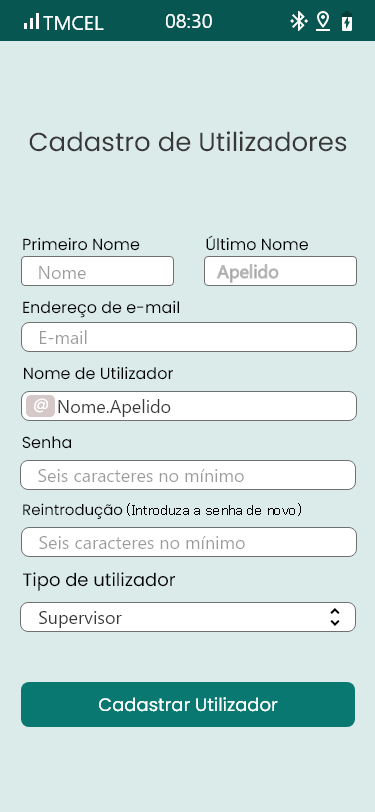 TMCEL 08:30
Cadastro de Utilizadores
Primeiro Nome Último Nome
Nome Apelido
Endereço de e-mail
E-mail
Nome de Utilizador
@ Nome.Apelido
Senha
Seis caracteres no mínimo
Reintrodução (Introduza a senha de novo)
Seis caracteres no mínimo
Tipo de utilizador
Supervisor
Cadastrar Utilizador